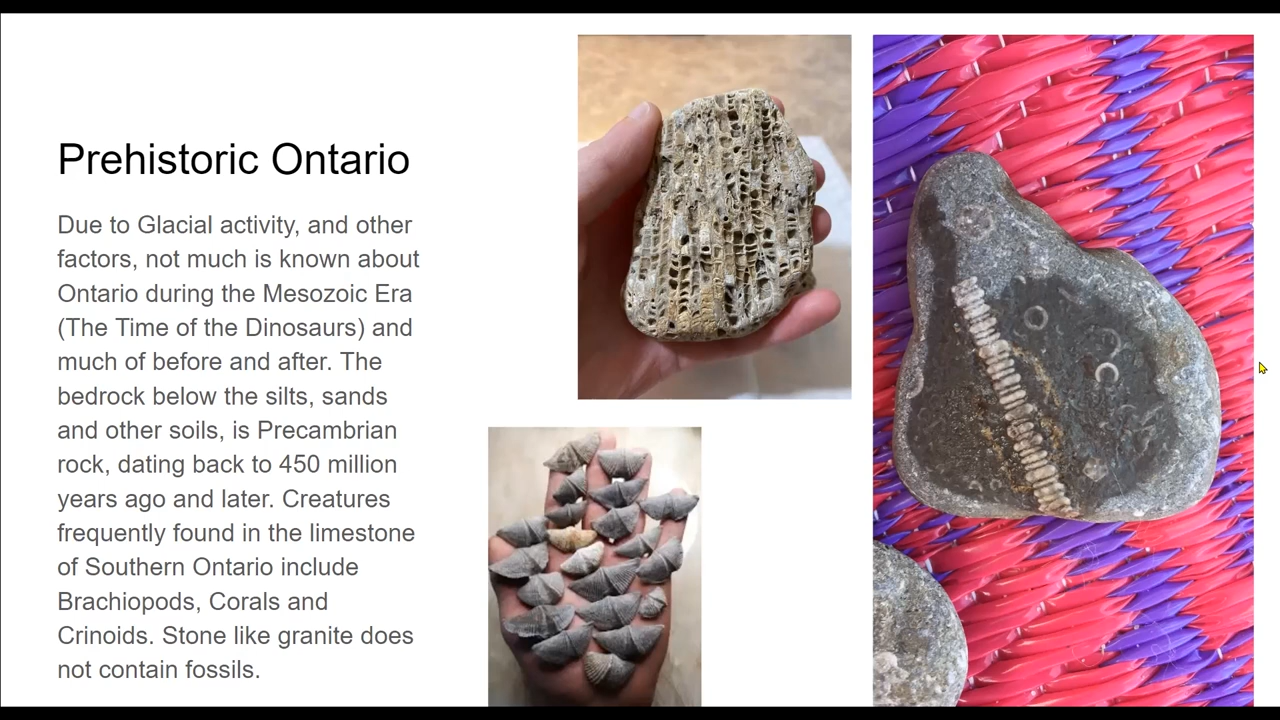 Prehistoric Ontario
Due to Glacial activity, and other
factors, not much is known about
Ontario during the Mesozoic Era
(The Time of the Dinosaurs) and
much of before and after. The
bedrock below the silts, sands
and other soils, is Precambrian
rock, dating back to 450 million
years ago and later. Creatures
frequently found in the limestone
of Southern Ontario include
Brachiopods, Corals and
Crinoids. Stone like granite does
not contain fossils.